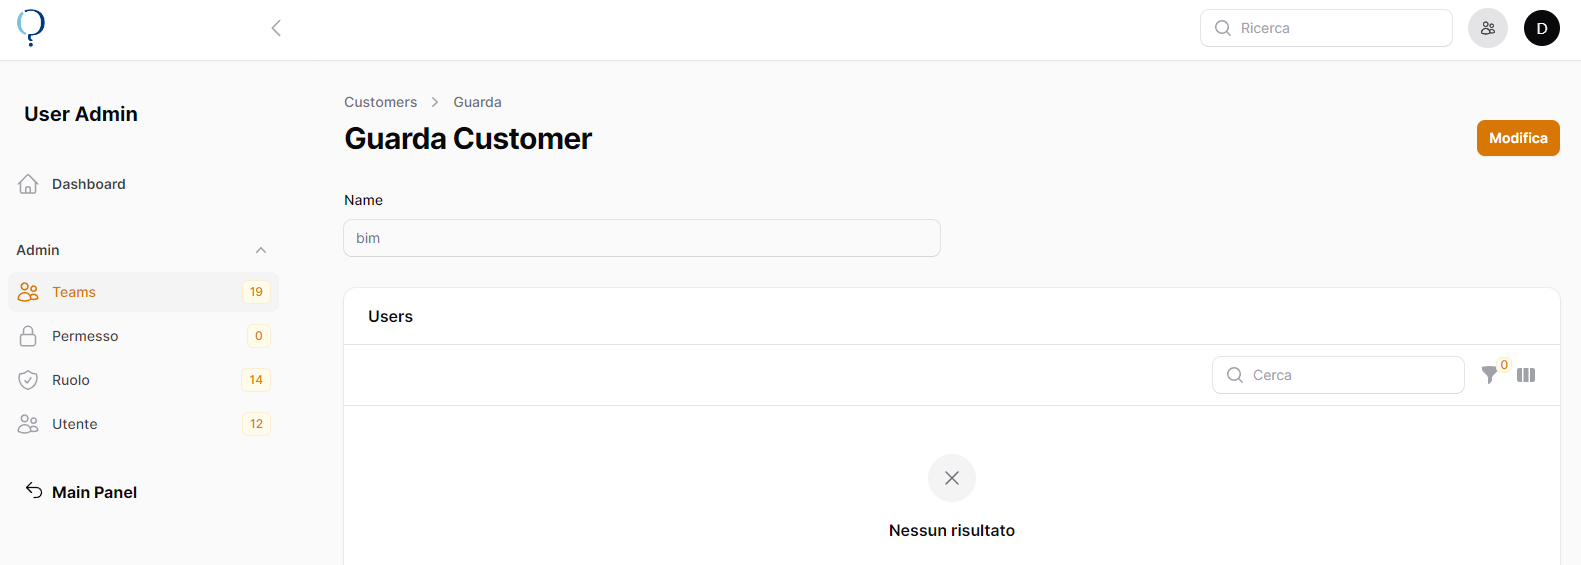 Ricerca
D
User Admin
Dashboard
Admin
Teams 19
Permesso 0
Ruolo 14
Utente 12
Main Panel
Customers > Guarda
Guarda Customer
Modifica
Name
bim
Users
Cerca
0
Nessun risultato